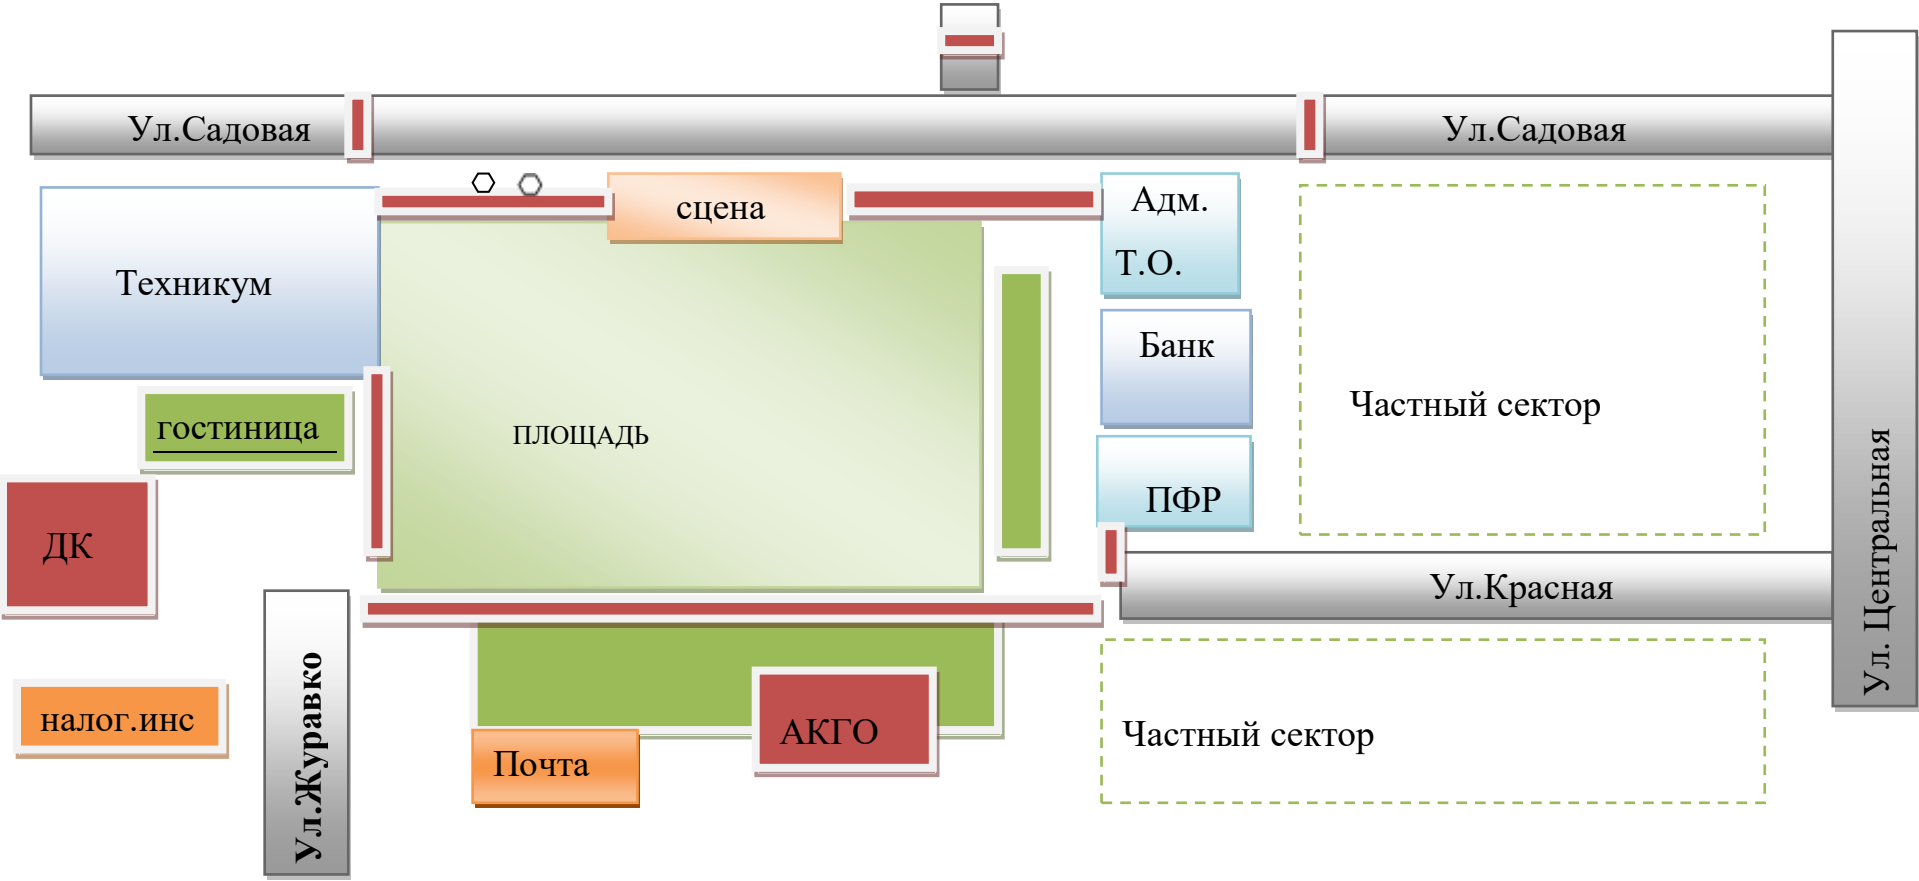 Ул.Садовая
Ул.Садовая
сцена
Адм.
Т.О.
Техникум
Банк
Частный сектор
гостиница
ПЛОЩАДЬ
ПФР
ДК
Ул.Красная
Ул. Центральная
налог.инс
Ул.Журавко
АКГО
Частный сектор
Почта